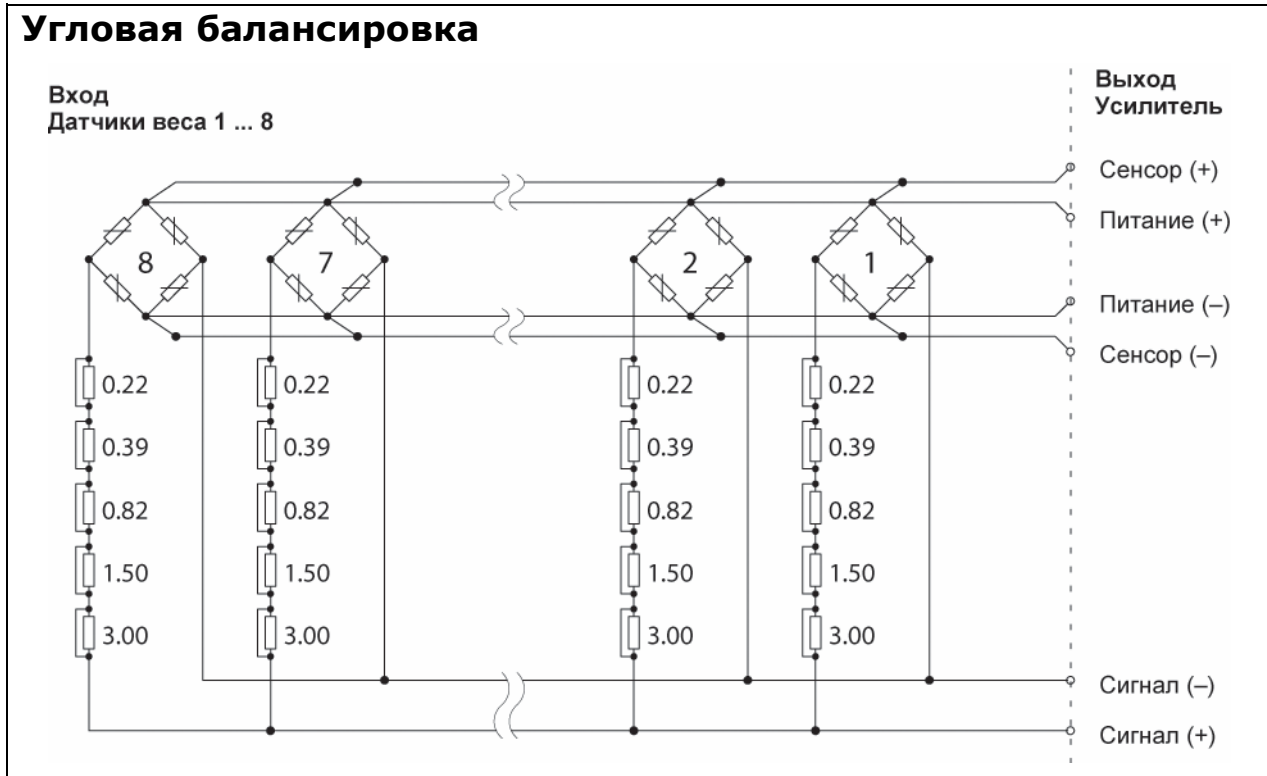 Угловая балансировка
Вход
Датчики веса 1 ... 8
Выход
Усилитель
Сенсор (+)
Питание (+)
8 7 2 1
Питание (–)
Сенсор (–)
0.22 0.22 0.22 0.22
0.39 0.39 0.39 0.39
0.82 0.82 0.82 0.82
1.50 1.50 1.50 1.50
3.00 3.00 3.00 3.00
Сигнал (–)
Сигнал (+)